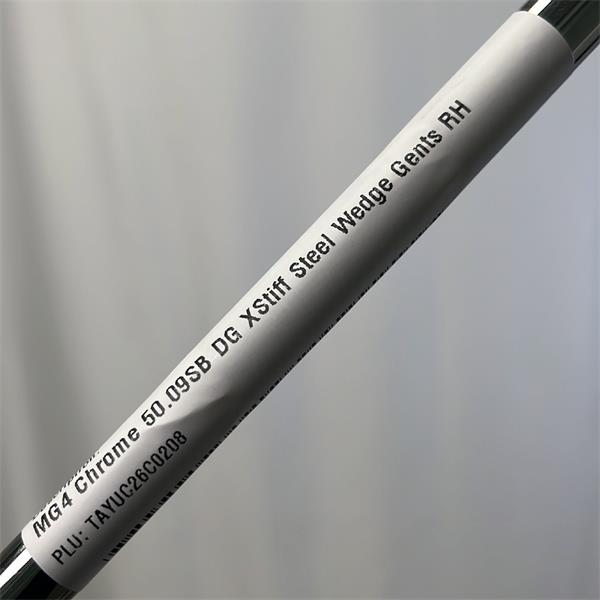 MG4 Chrome 50.09SB DG XStiff Steel Wedge Gents RH
PLU: TAYUC26C0208